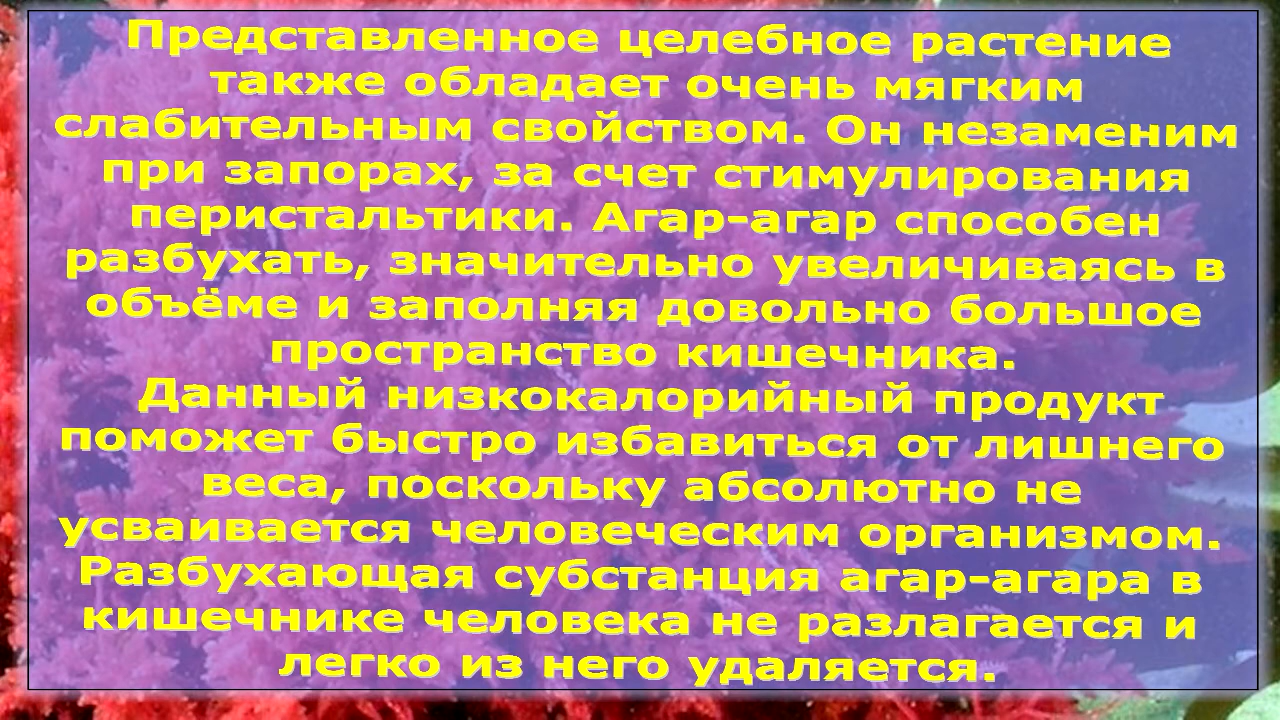 Представленное целебное растение
также обладает очень мягким
слабительным свойством. Он незаменим
при запорах, за счет стимулирования
перистальтики. Агар-агар способен
разбухать, значительно увеличиваясь в
объёме и заполняя довольно большое
пространство кишечника.
Данный низкокалорийный продукт
поможет быстро избавиться от лишнего
веса, поскольку абсолютно не
усваивается человеческим организмом.
Разбухающая субстанция агар-агара в
кишечнике человека не разлагается и
легко из него удаляется.